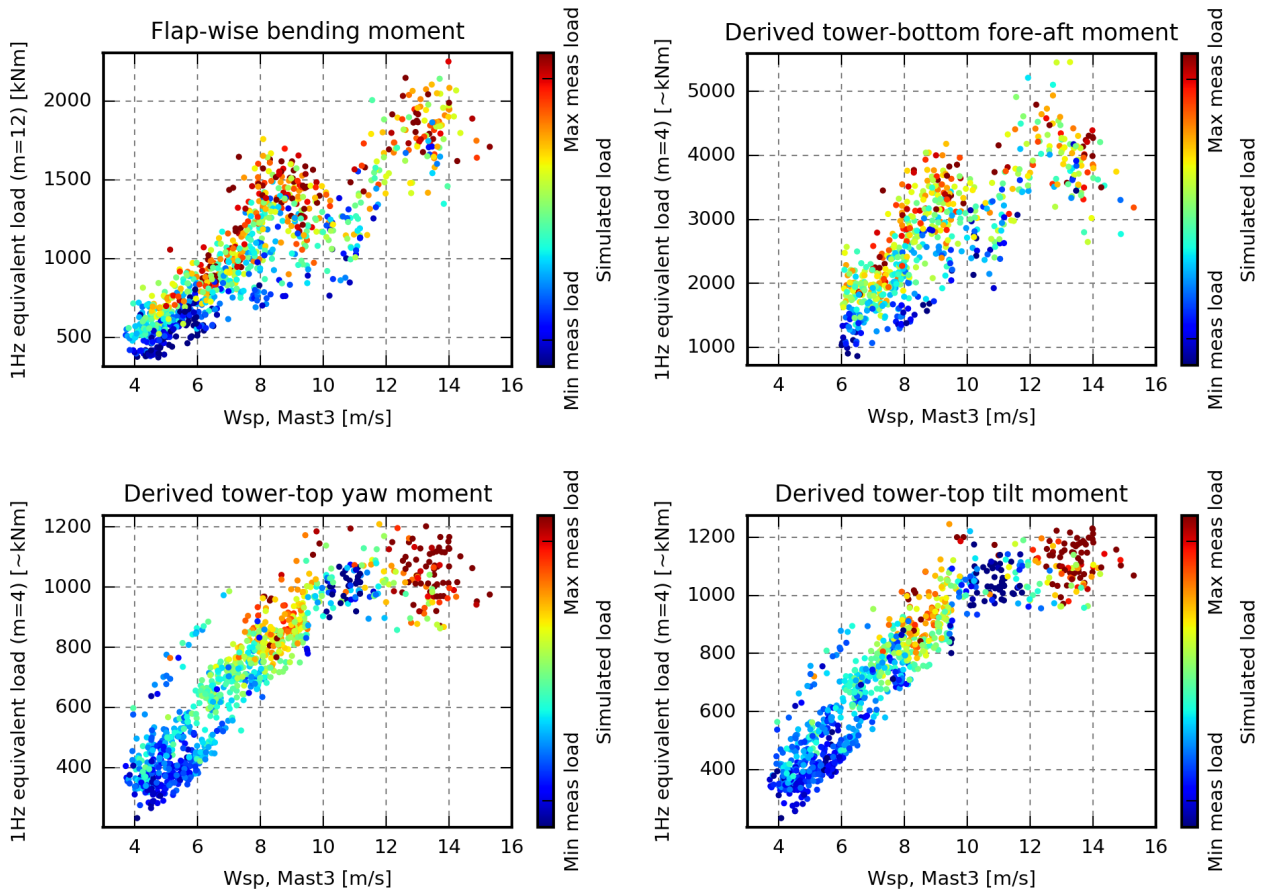 Flap-wise bending moment
1Hz equivalent load (m=12) [kNm]
2000
1500
1000
500
4 6 8 10 12 14 16
Wsp, Mast3 [m/s]
Max meas load
Simulated load
Min meas load
Derived tower-bottom fore-aft moment
1Hz equivalent load (m=4) [~kNm]
5000
4000
3000
2000
1000
4 6 8 10 12 14 16
Wsp, Mast3 [m/s]
Max meas load
Simulated load
Min meas load
Derived tower-top yaw moment
1Hz equivalent load (m=4) [~kNm]
1200
1000
800
600
400
4 6 8 10 12 14 16
Wsp, Mast3 [m/s]
Max meas load
Simulated load
Min meas load
Derived tower-top tilt moment
1Hz equivalent load (m=4) [~kNm]
1200
1000
800
600
400
4 6 8 10 12 14 16
Wsp, Mast3 [m/s]
Max meas load
Simulated load
Min meas load